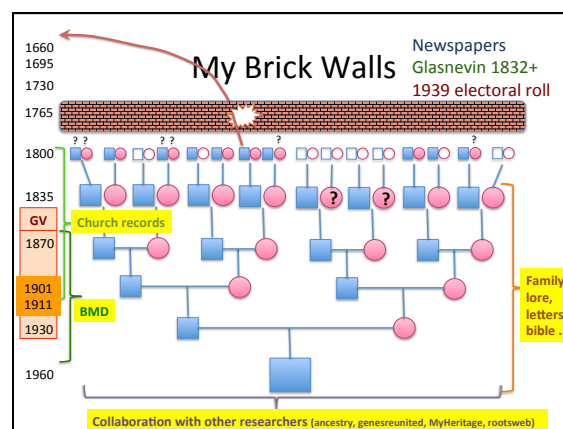 My Brick Walls
Newspapers
Glasnevin 1832+
1939 electoral roll
1660
1695
1730
1765
? ?
? ?
?
?
1800
1835
? ?
GV
Church records
1870
1901
1911
BMD
1930
1960
Family
lore,
letters
bible .
Collaboration with other researchers (ancestry, genesreunited, MyHeritage, rootsweb)